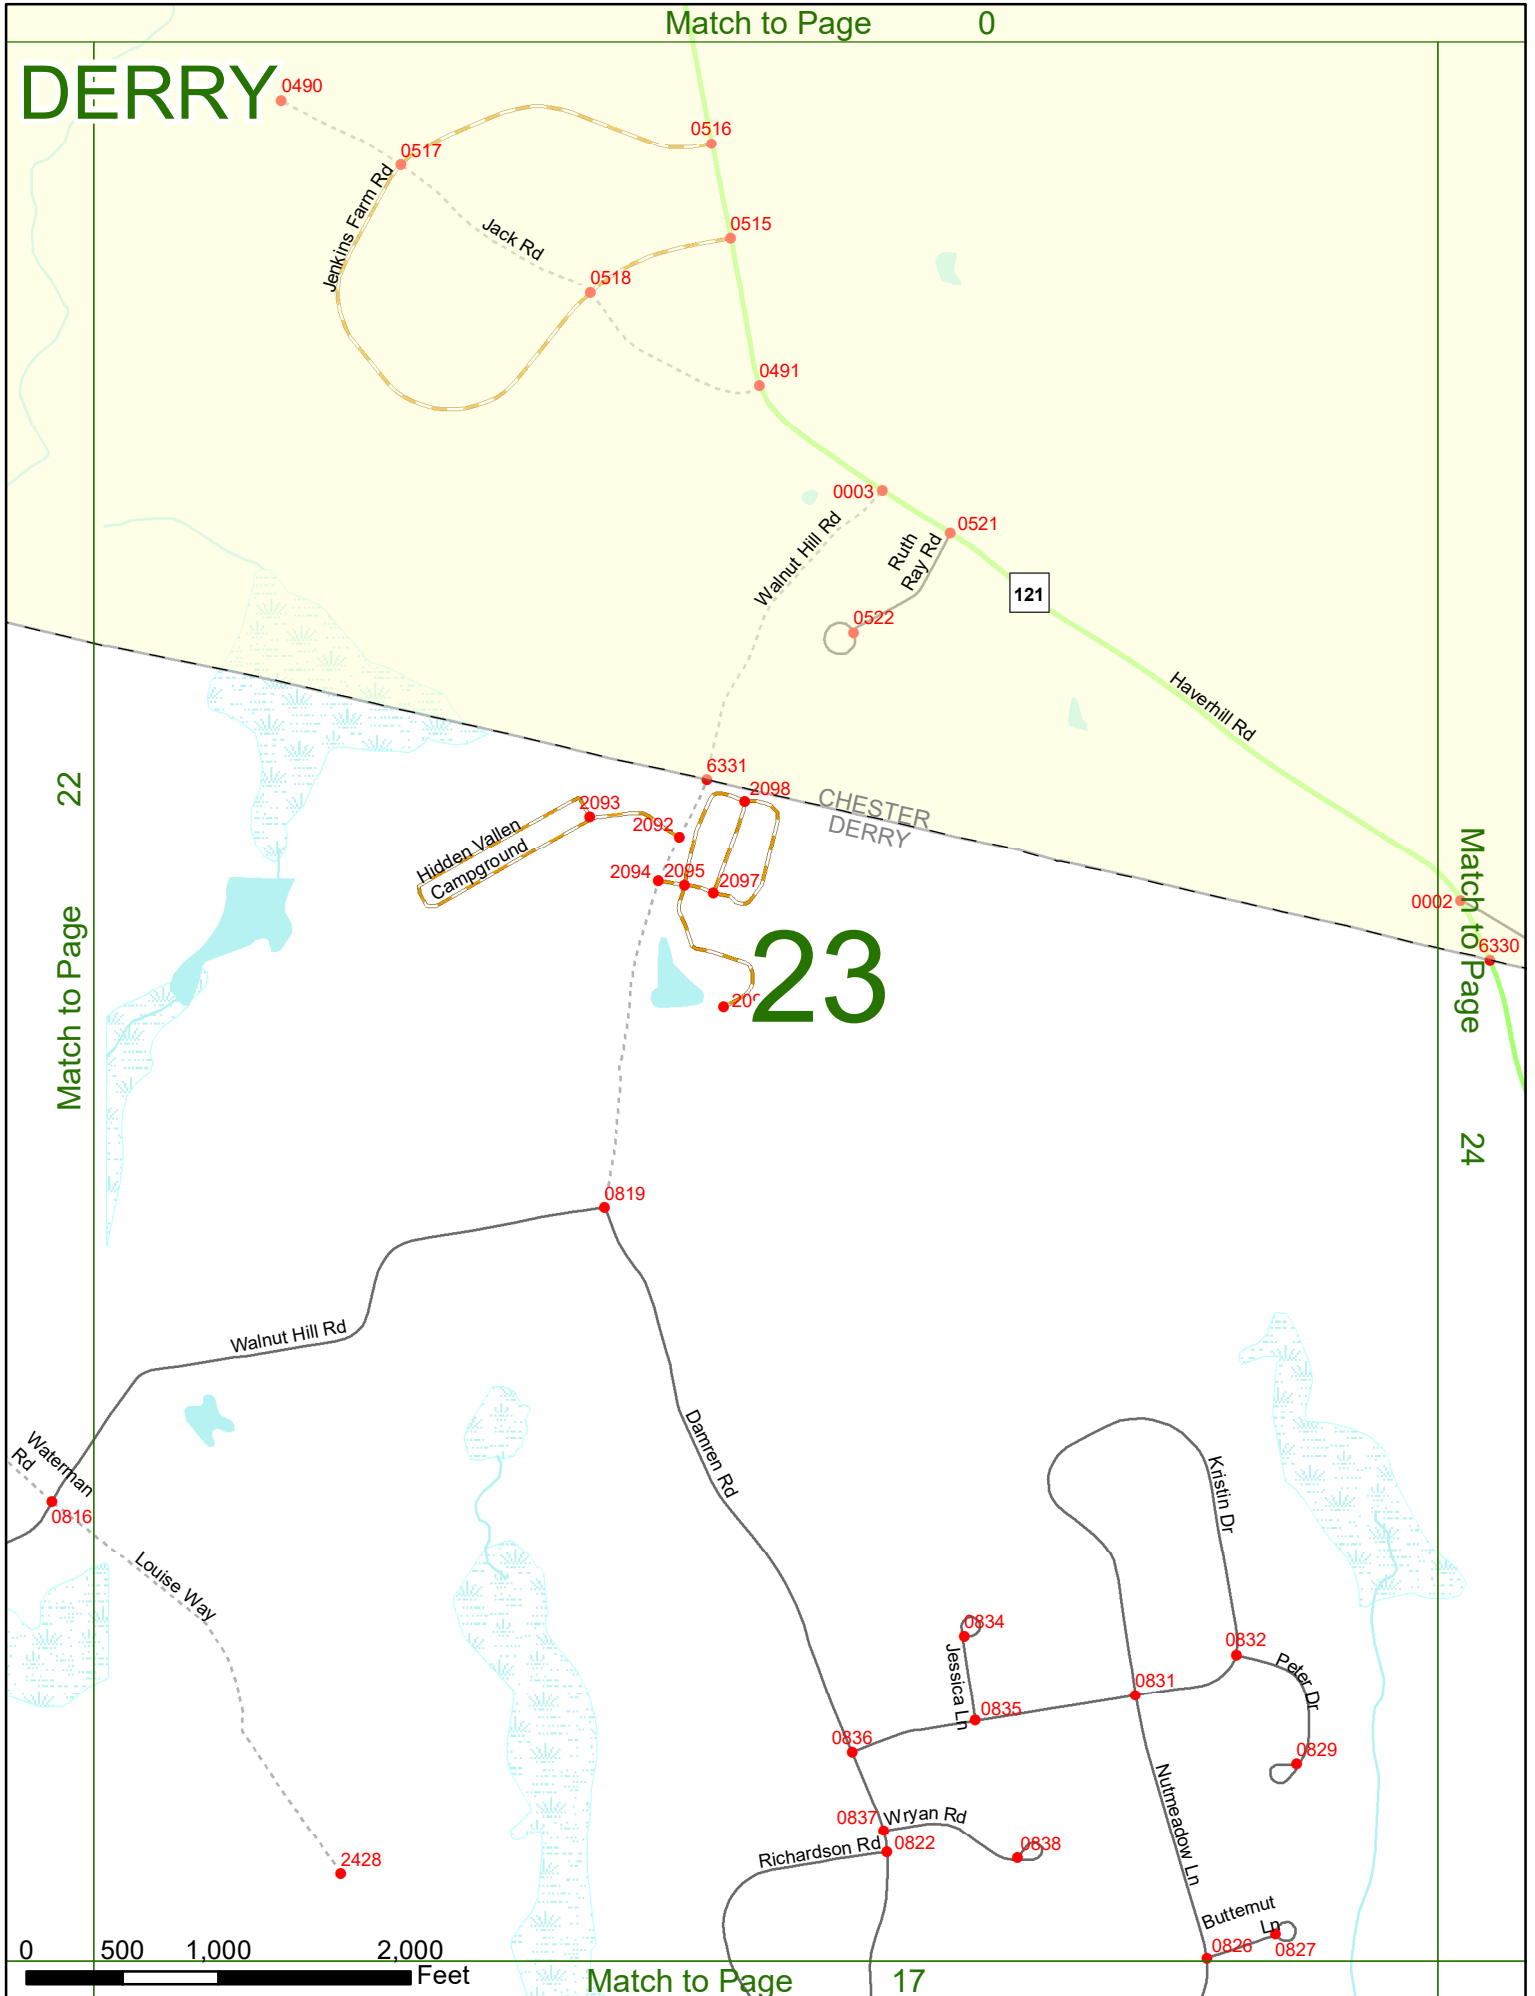 Match to Page 0
DERRY
0490
0516
0517
Jenkins Farm Rd
Jack Rd
0515
0518
0491
0003
0521
Walnut Hill Rd
Ruth
Ray Rd
121
0522
Haverhill Rd
6331
2098
CHESTER
DERRY
2093
2092
Hidden Vallen
Campground
2094
2095
2097
Match to Page 22
Match to Page 24
0002
6330
23
0819
Walnut Hill Rd
Damren Rd
Waterman
Rd
0816
Louise Way
Kristin Dr
0834
Jessica Ln
0832
Peter Dr
0831
0835
0836
0829
Nutmeadow Ln
0837
Wryan Rd
Richardson Rd
0822
0838
2428
Butternut
Ln
0826
0827
0 500 1,000 2,000
Feet
Match to Page 17